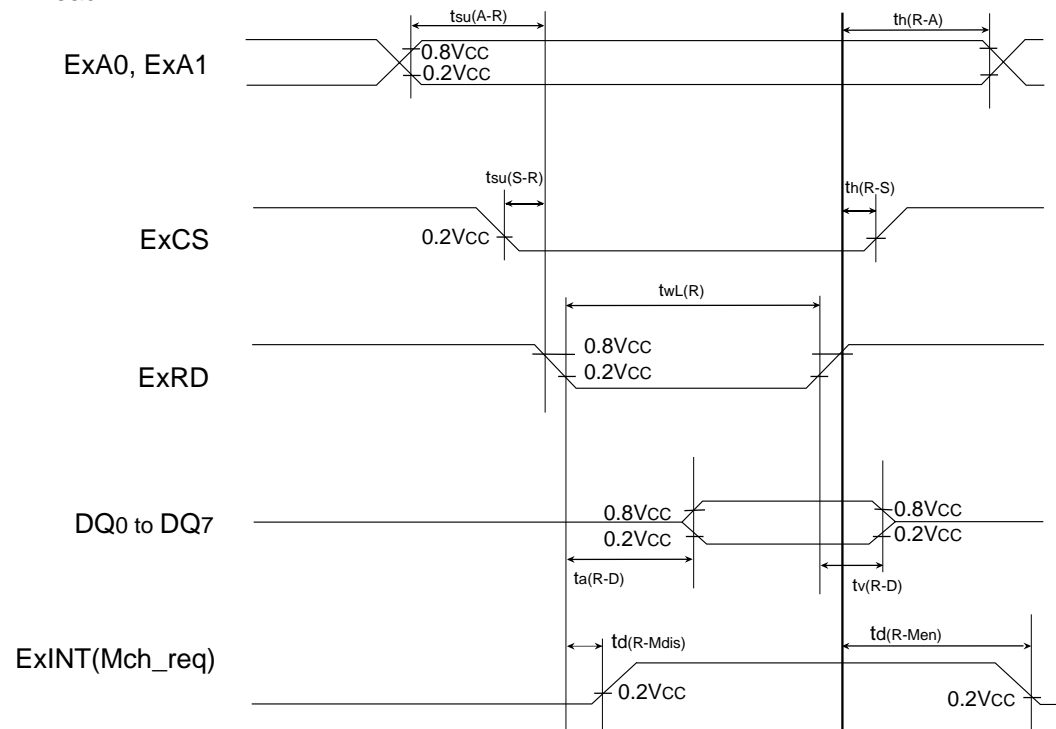 tsu(A-R)
th(R-A)
ExA0, ExA1
0.8VCC
0.2VCC
tsu(S-R)
th(R-S)
ExCS
0.2VCC
twL(R)
ExRD
0.8VCC
0.2VCC
DQ0 to DQ7
0.8VCC
0.8VCC
0.2VCC
0.2VCC
ta(R-D)
tv(R-D)
ExINT(Mch_req)
td(R-Mdis)
td(R-Men)
0.2VCC
0.2VCC